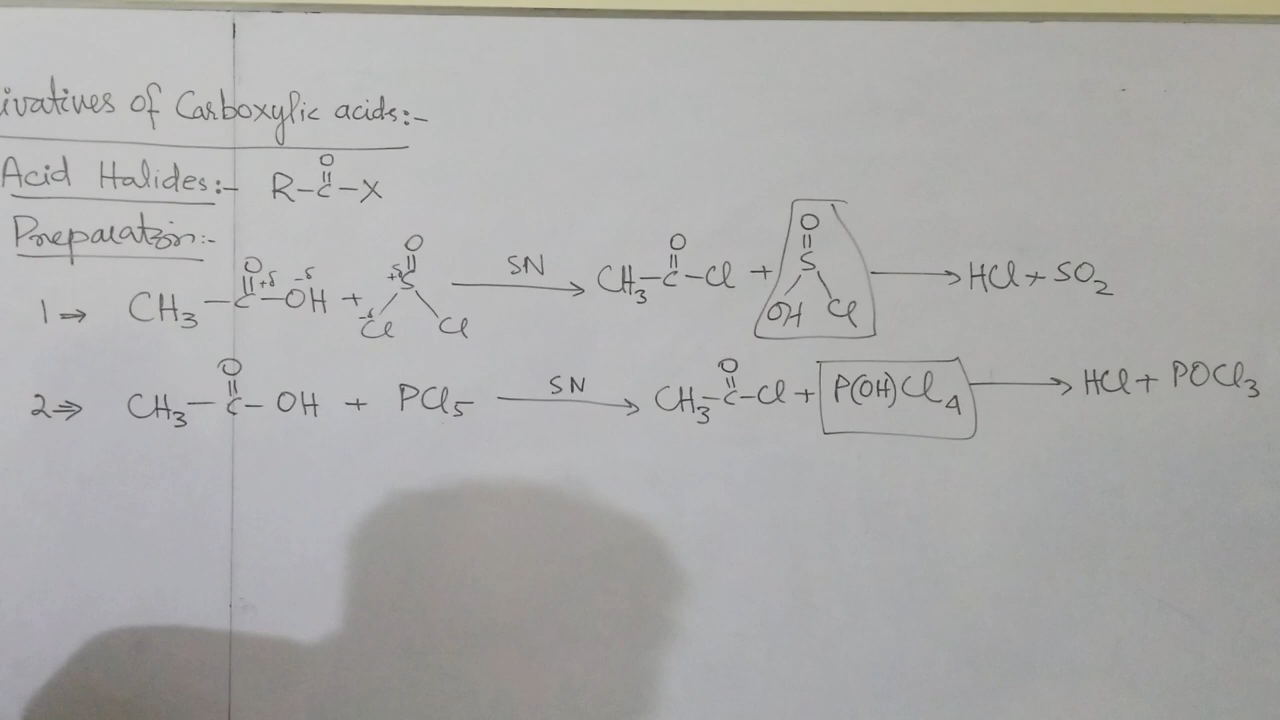 ivatives of Carboxylic acids:-
Acid Halides:- R-C(=O)-X
Preparation:-
1⇒ CH₃-C(=O)(+δ)-OH(-δ) + O=S(+δ)(Cl(-δ))(Cl) —SN→ CH₃-C(=O)-Cl + O=S(OH)(Cl) → HCl + SO₂
2⇒ CH₃-C(=O)-OH + PCl₅ —SN→ CH₃-C(=O)-Cl + P(OH)Cl₄ → HCl + POCl₃